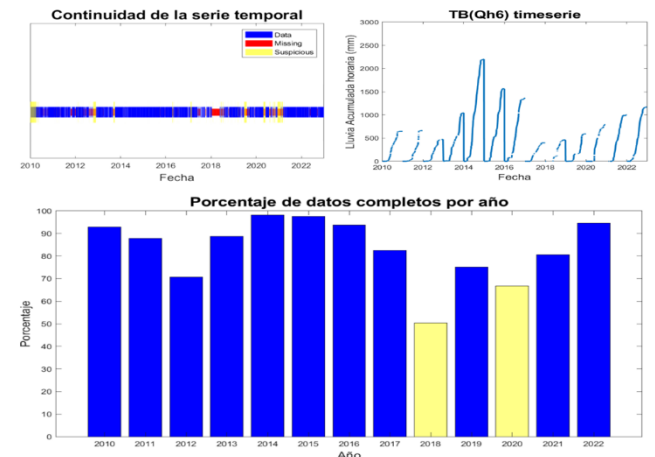 Continuidad de la serie temporal
Data
Missing
Suspicious
2010 2012 2014 2016 2018 2020 2022
Fecha
TB(Qh6) timeserie
Lluvia Acumulada horaria (mm)
3000
2500
2000
1500
1000
500
0
2010 2012 2014 2016 2018 2020 2022
Fecha
Porcentaje de datos completos por año
Porcentaje
100
90
80
70
60
50
40
30
20
10
0
2010 2011 2012 2013 2014 2015 2016 2017 2018 2019 2020 2021 2022
Año